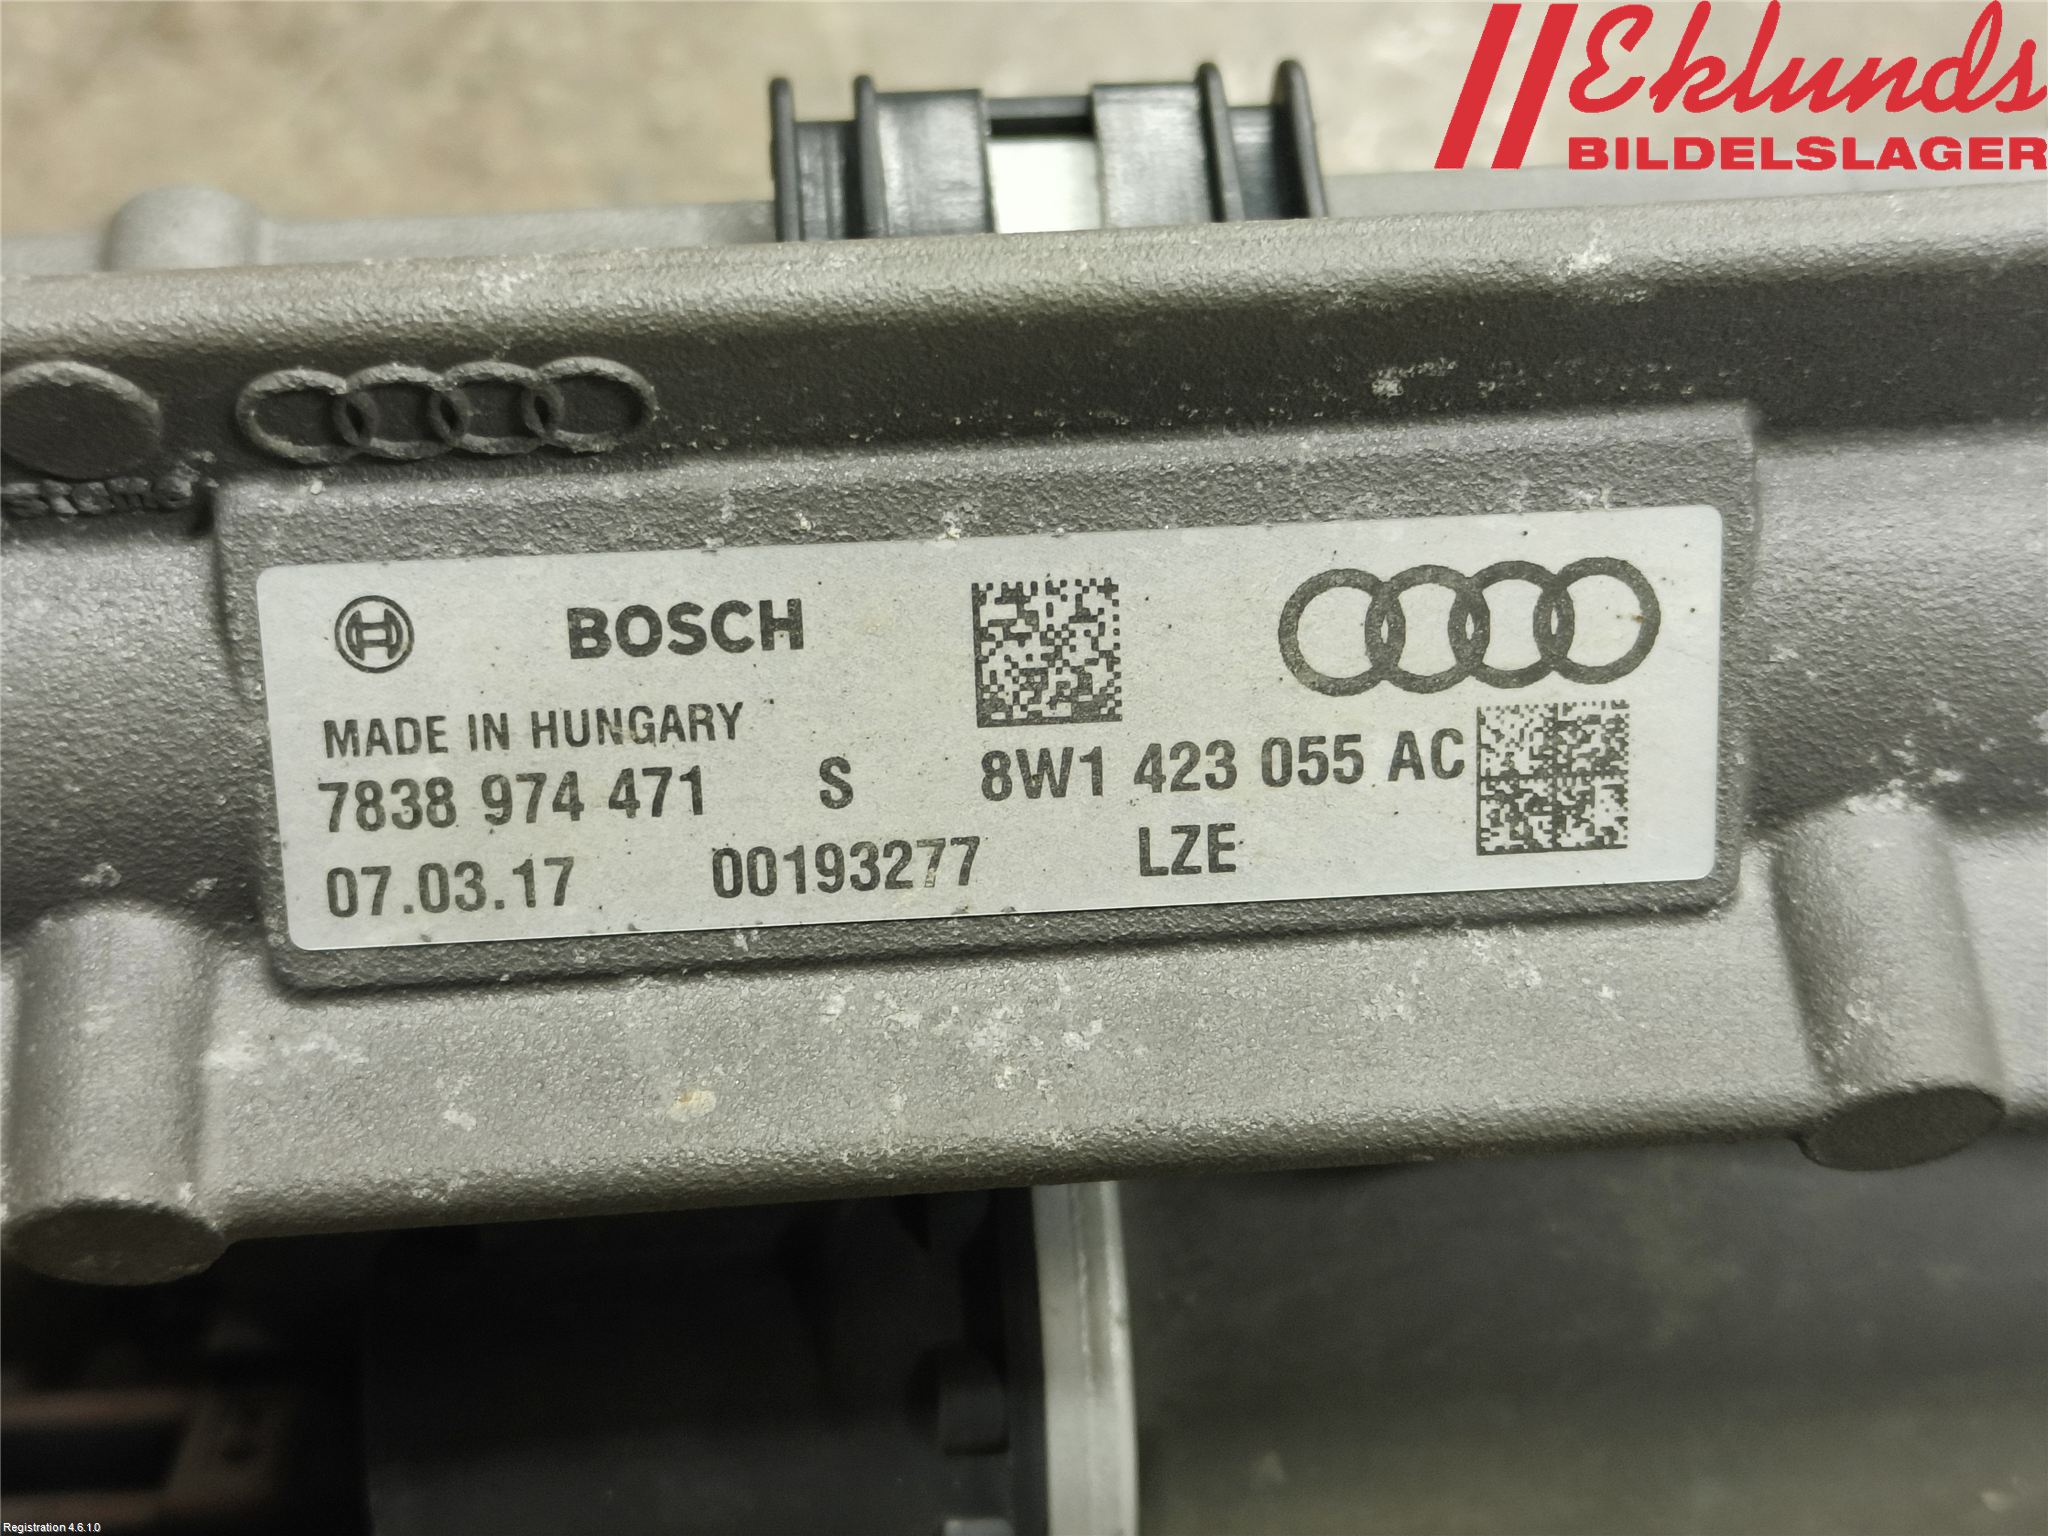 Eklunds
BILDELSLAGER
BOSCH
MADE IN HUNGARY
7838 974 471 S 8W1 423 055 AC
07.03.17 00193277 LZE
Registration 4.6.1.0